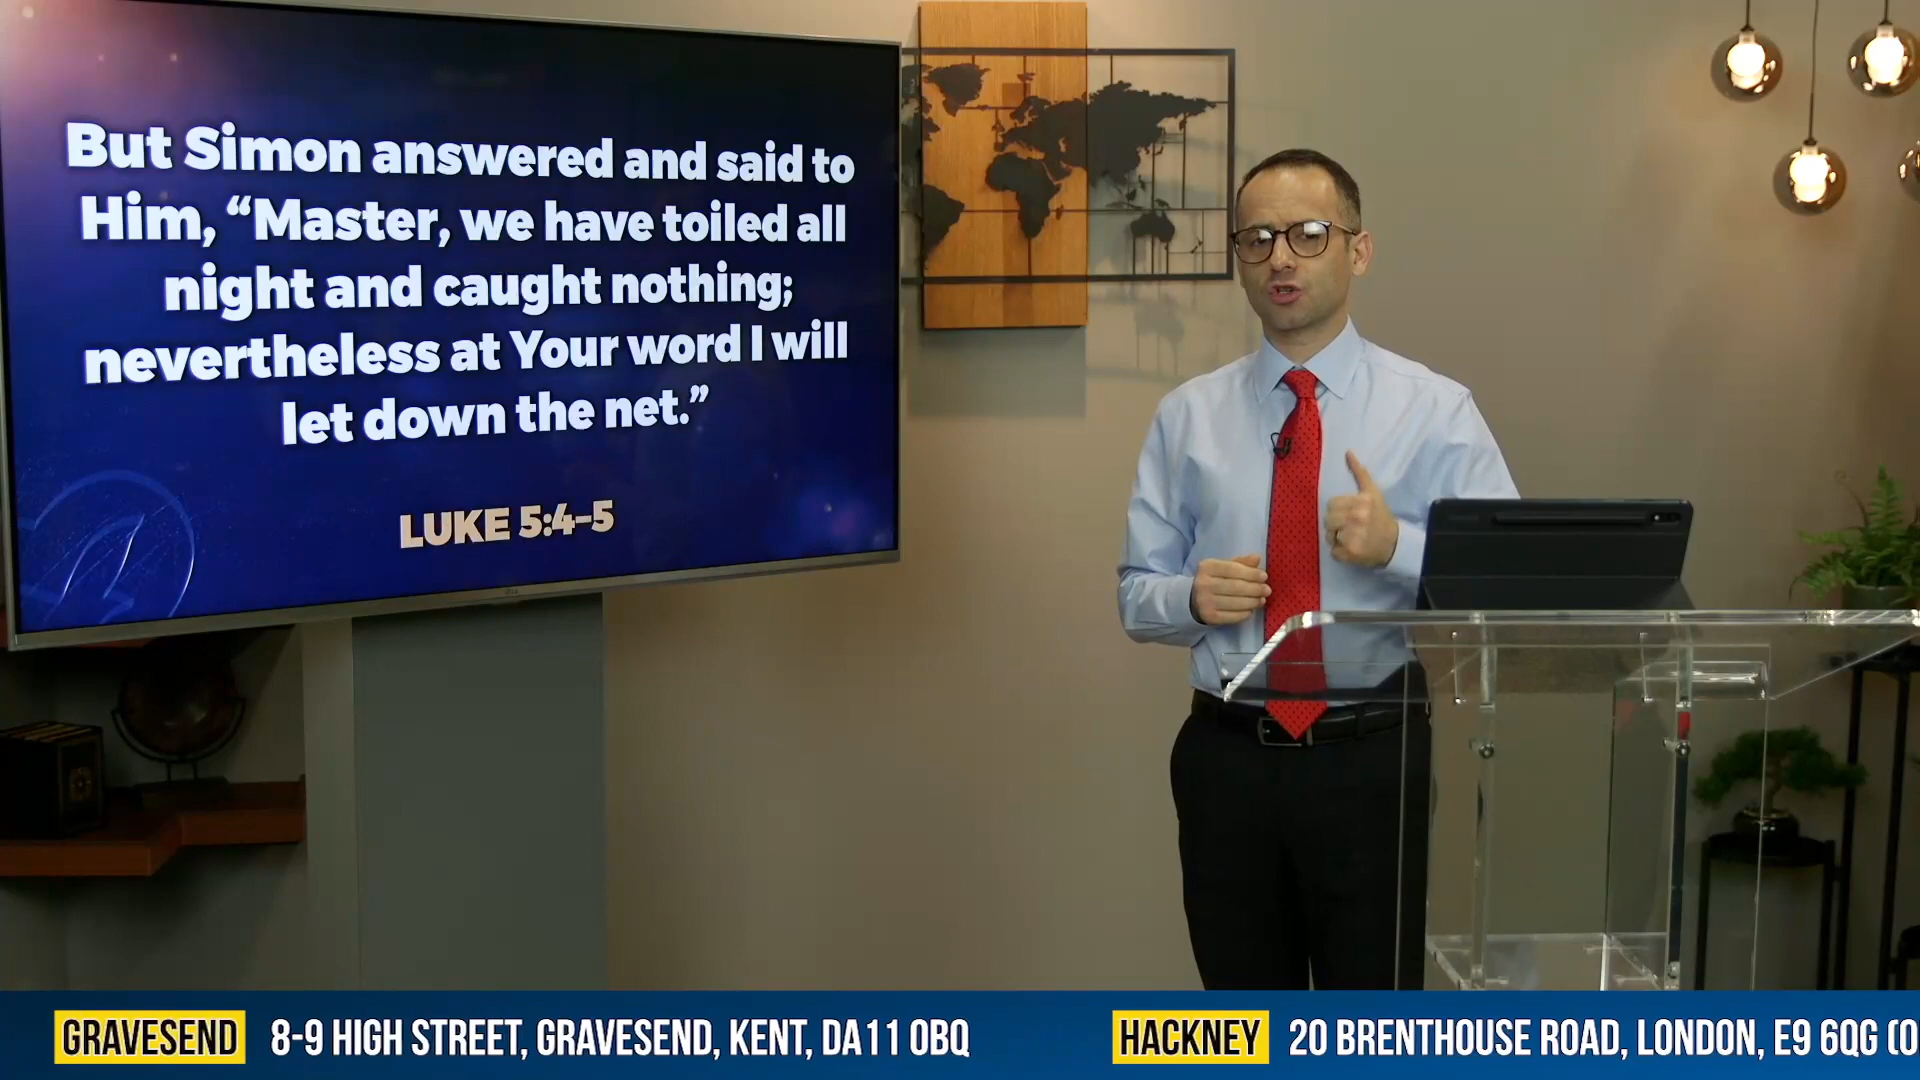 But Simon answered and said to
Him, “Master, we have toiled all
night and caught nothing;
nevertheless at Your word I will
let down the net.”
LUKE 5:4-5
GRAVESEND 8-9 HIGH STREET, GRAVESEND, KENT, DA11 0BQ HACKNEY 20 BRENTHOUSE ROAD, LONDON, E9 6QG (0